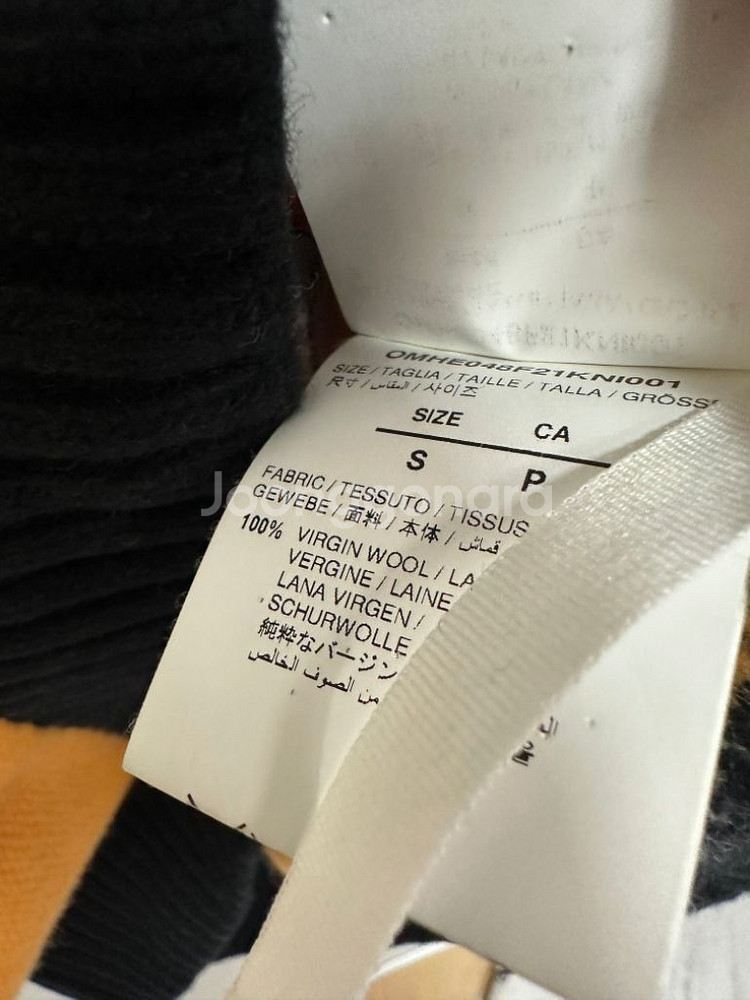 OMHE048F21KNI001
SIZE / TAGLIA / TAILLE / TALLA / GRÖSSE
尺寸 / المقاس / 사이즈
SIZE CA
S P
FABRIC / TESSUTO / TISSUS
GEWEBE / 面料 / 本体 / قماش
100% VIRGIN WOOL / LA
VERGINE / LAINE
LANA VIRGEN /
SCHURWOLLE
純粋なバージン
من الصوف الخالص
Joonggonara